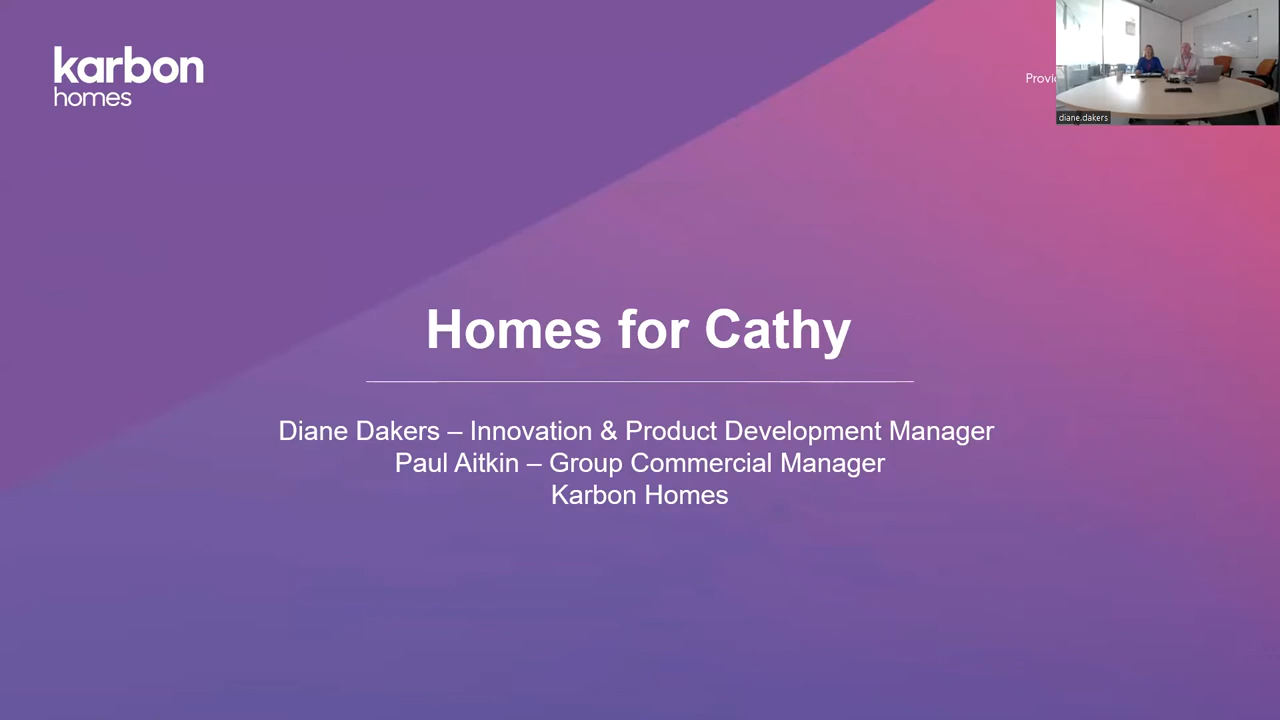 karbon
homes
diane.dakers
Homes for Cathy
Diane Dakers – Innovation & Product Development Manager
Paul Aitkin – Group Commercial Manager
Karbon Homes